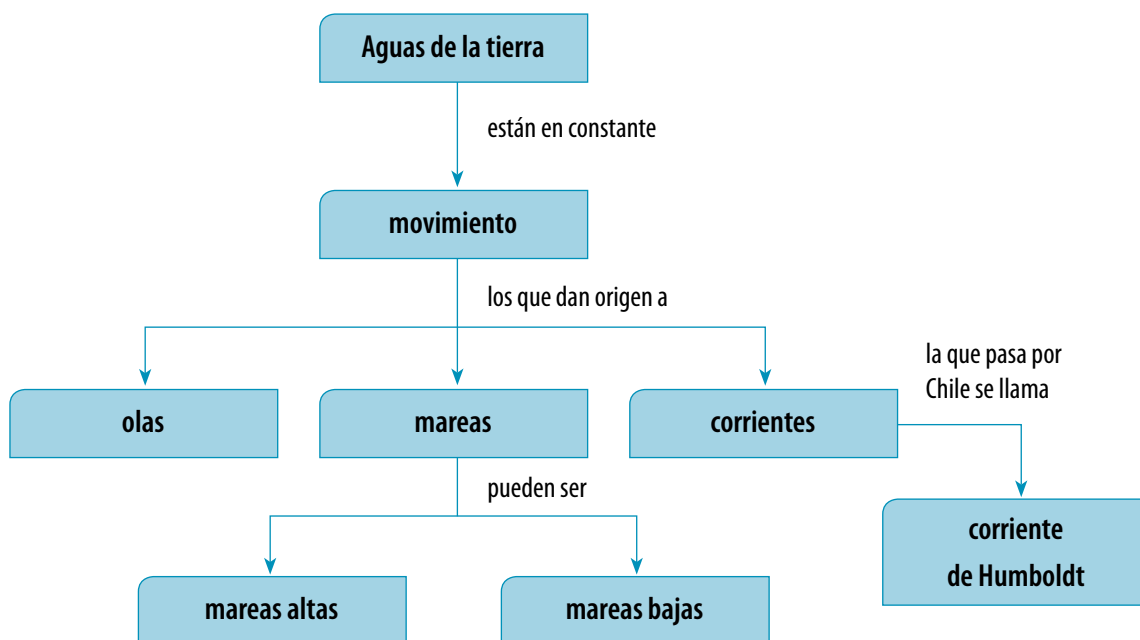 Aguas de la tierra
están en constante
movimiento
los que dan origen a
la que pasa por
Chile se llama
olas
mareas
corrientes
pueden ser
corriente
de Humboldt
mareas altas
mareas bajas